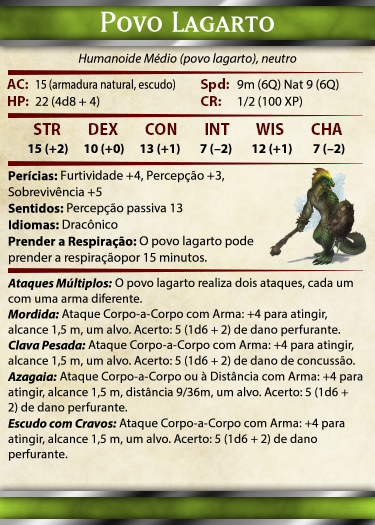 Povo Lagarto
Humanoide Médio (povo lagarto), neutro
AC: 15 (armadura natural, escudo) Spd: 9m (6Q) Nat 9 (6Q)
HP: 22 (4d8 + 4) CR: 1/2 (100 XP)
STR DEX CON INT WIS CHA
15 (+2) 10 (+0) 13 (+1) 7 (–2) 12 (+1) 7 (–2)
Perícias: Furtividade +4, Percepção +3,
Sobrevivência +5
Sentidos: Percepção passiva 13
Idiomas: Dracônico
Prender a Respiração: O povo lagarto pode
prender a respiraçãopor 15 minutos.
Ataques Múltiplos: O povo lagarto realiza dois ataques, cada um
com uma arma diferente.
Mordida: Ataque Corpo-a-Corpo com Arma: +4 para atingir,
alcance 1,5 m, um alvo. Acerto: 5 (1d6 + 2) de dano perfurante.
Clava Pesada: Ataque Corpo-a-Corpo com Arma: +4 para atingir,
alcance 1,5 m, um alvo. Acerto: 5 (1d6 + 2) de dano de concussão.
Azagaia: Ataque Corpo-a-Corpo ou à Distância com Arma: +4 para
atingir, alcance 1,5 m, distância 9/36m, um alvo. Acerto: 5 (1d6 +
2) de dano perfurante.
Escudo com Cravos: Ataque Corpo-a-Corpo com Arma: +4 para
atingir, alcance 1,5 m, um alvo. Acerto: 5 (1d6 + 2) de dano
perfurante.